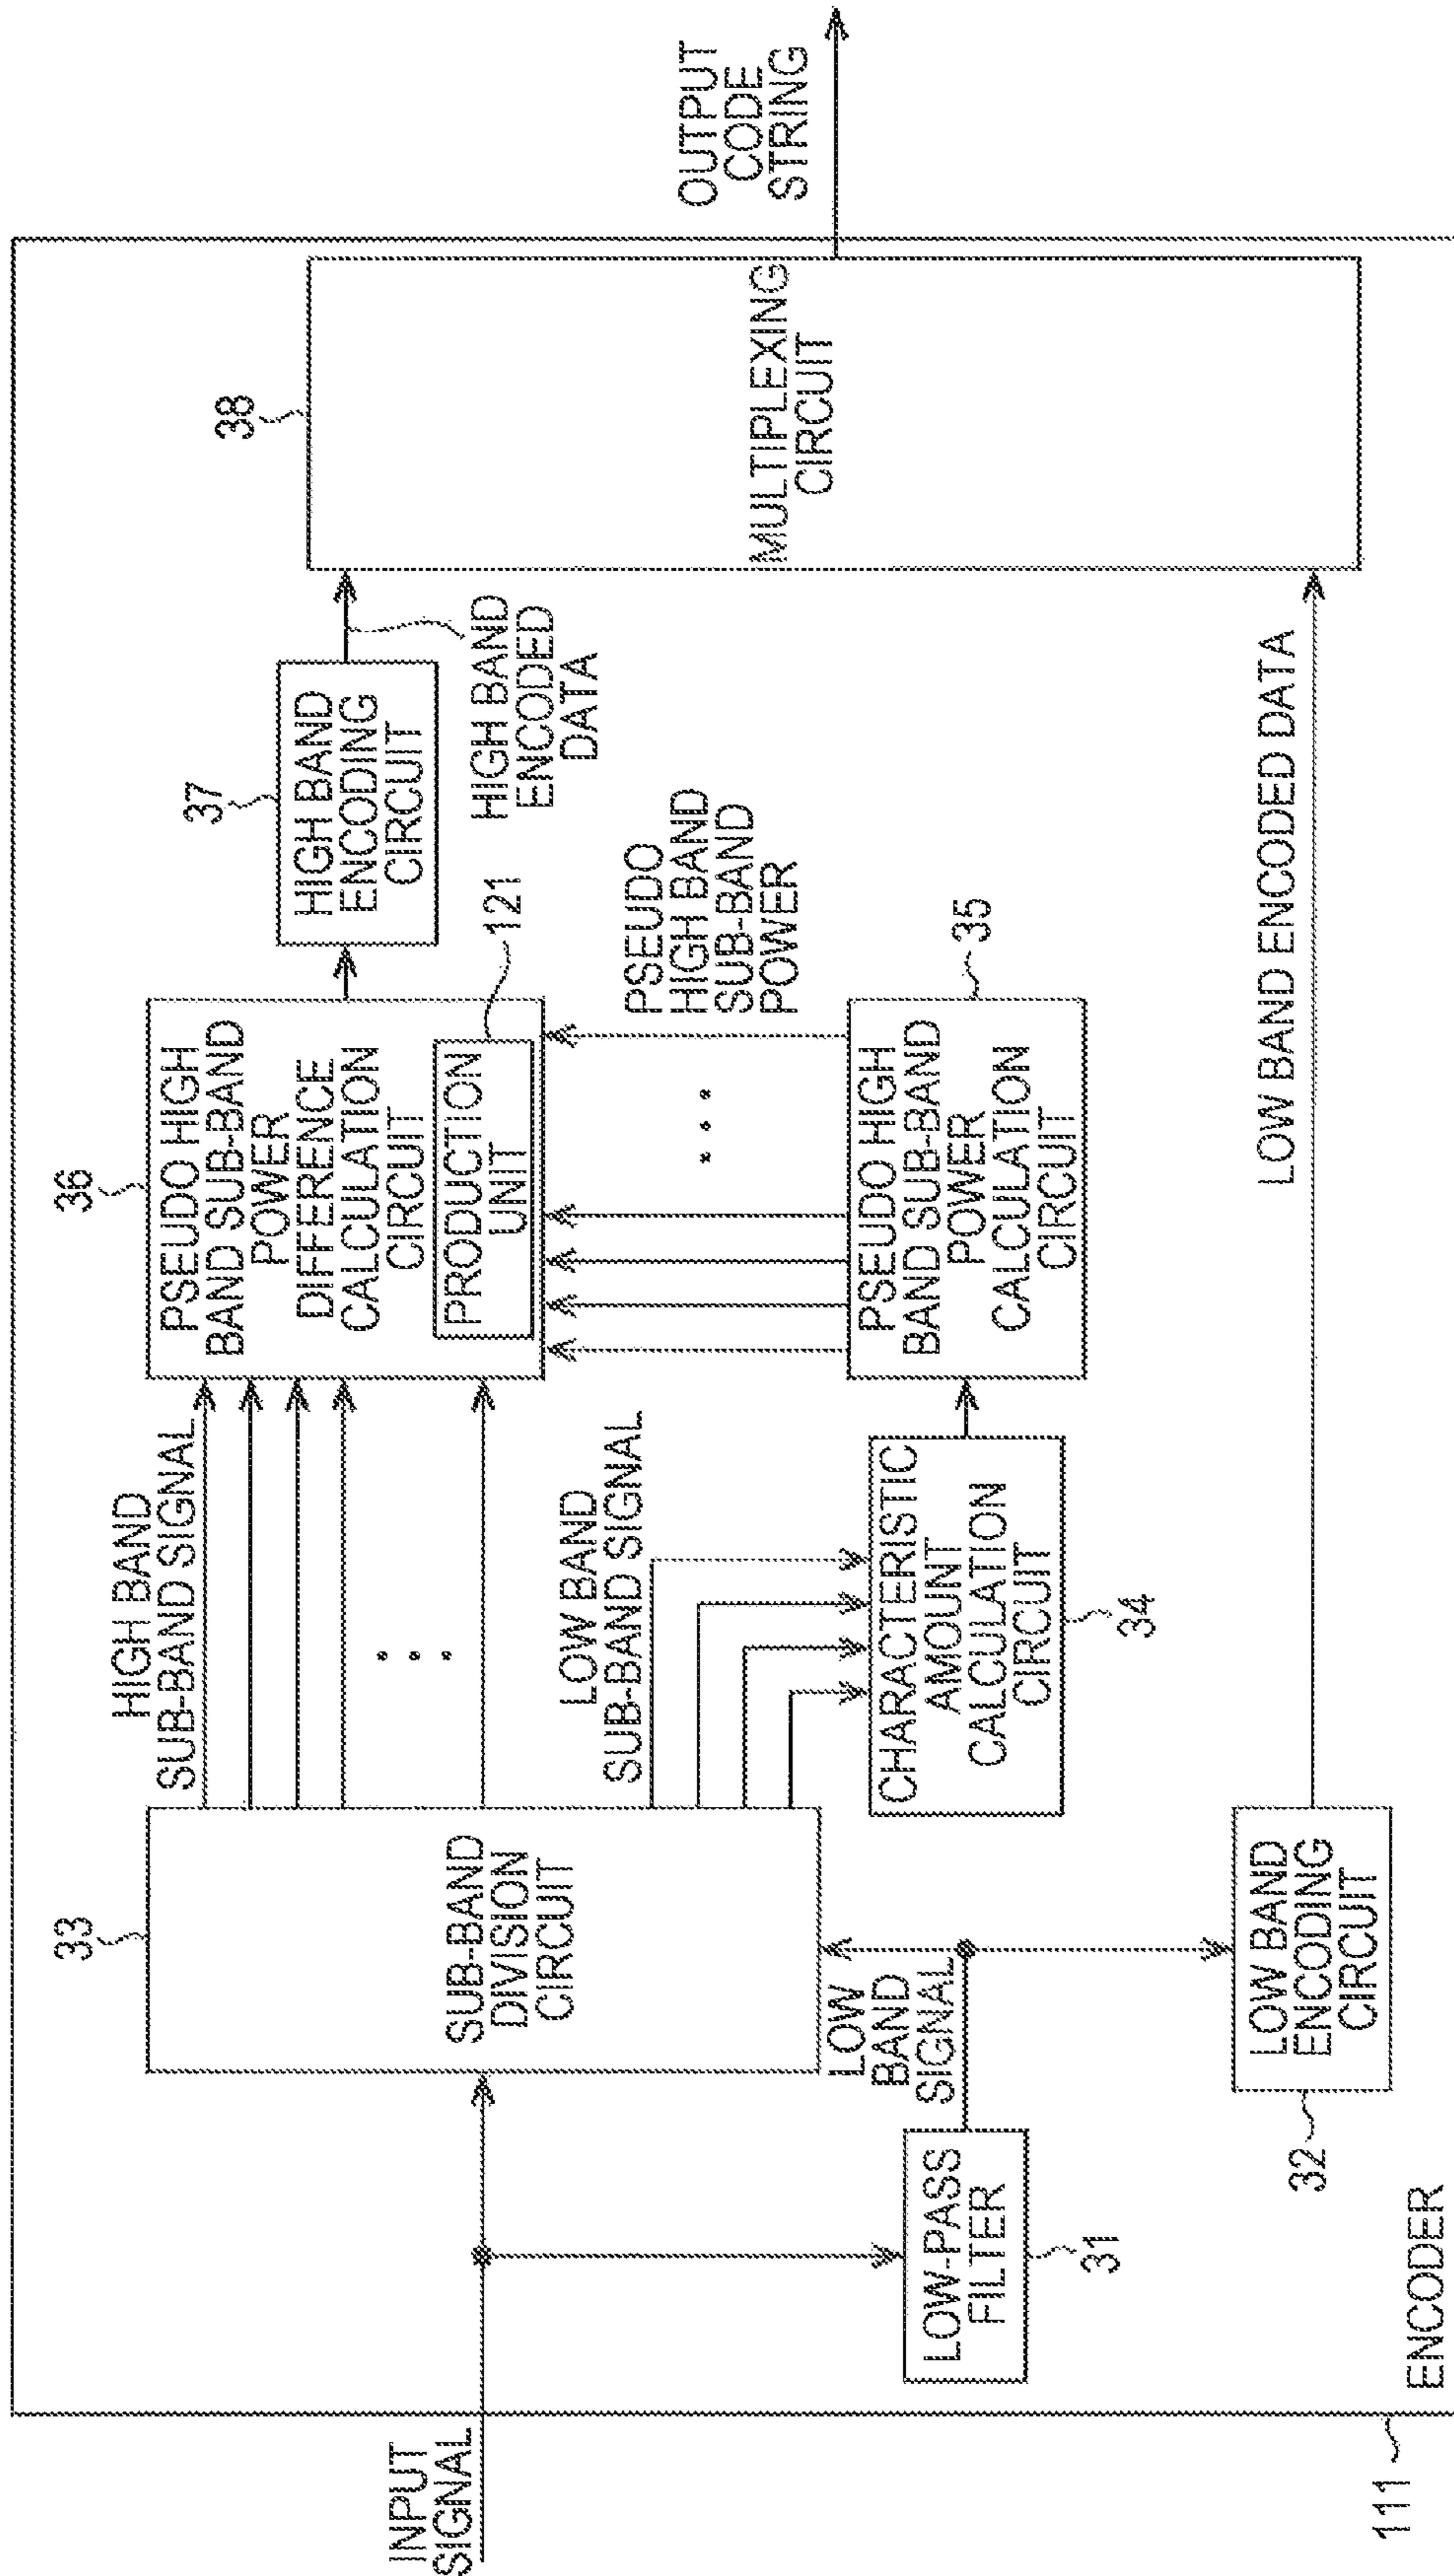 INPUT
SIGNAL
33
SUB-BAND
DIVISION
CIRCUIT
HIGH BAND
SUB-BAND SIGNAL
36
PSEUDO HIGH
BAND SUB-BAND
POWER
DIFFERENCE
CALCULATION
CIRCUIT
PRODUCTION
UNIT
121
37
HIGH BAND
ENCODING
CIRCUIT
HIGH BAND
ENCODED
DATA
38
MULTIPLEXING
CIRCUIT
OUTPUT
CODE
STRING
LOW BAND
SUB-BAND SIGNAL
PSEUDO
HIGH BAND
SUB-BAND
POWER
LOW
BAND
SIGNAL
LOW-PASS
FILTER
31
CHARACTERISTIC
AMOUNT
CALCULATION
CIRCUIT
34
PSEUDO HIGH
BAND SUB-BAND
POWER
CALCULATION
CIRCUIT
35
LOW BAND
ENCODING
CIRCUIT
32
LOW BAND ENCODED DATA
ENCODER
111